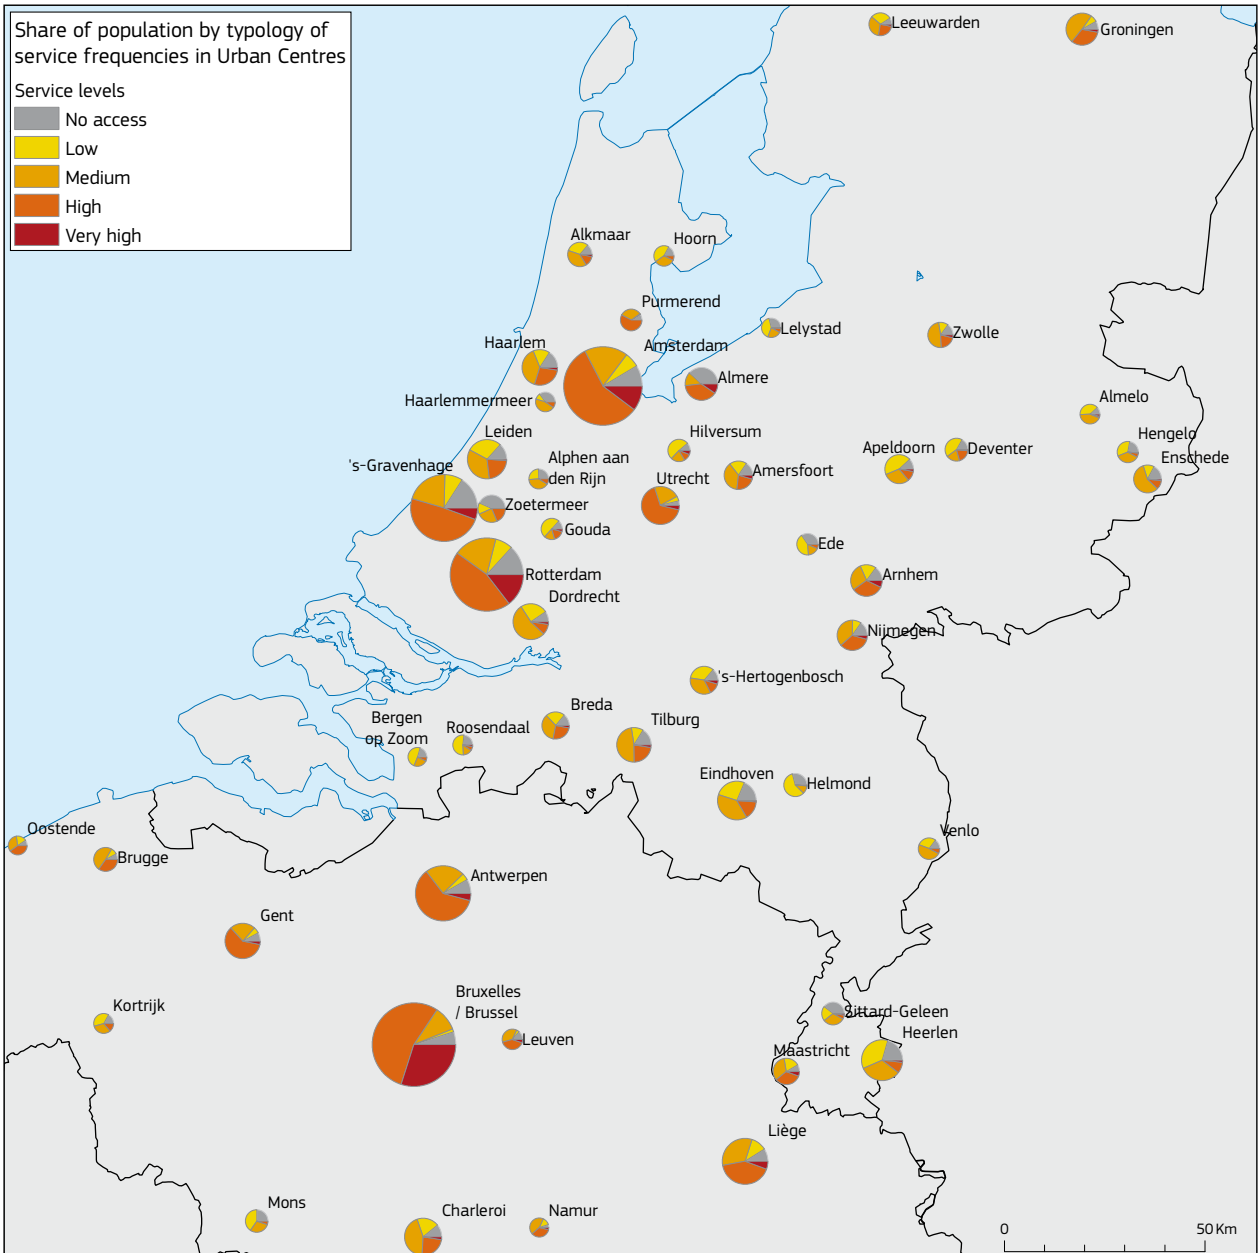 Share of population by typology of
service frequencies in Urban Centres
Service levels
No access
Low
Medium
High
Very high
Leeuwarden
Groningen
Alkmaar
Hoorn
Purmerend
Lelystad
Zwolle
Haarlem
Amsterdam
Almere
Haarlemmermeer
Almelo
Leiden
Hilversum
Hengelo
Apeldoorn
Deventer
Enschede
's-Gravenhage
Alphen aan
den Rijn
Utrecht
Amersfoort
Zoetermeer
Gouda
Ede
Rotterdam
Arnhem
Dordrecht
Nijmegen
's-Hertogenbosch
Breda
Bergen
op Zoom
Roosendaal
Tilburg
Eindhoven
Helmond
Oostende
Brugge
Venlo
Antwerpen
Gent
Bruxelles
/ Brussel
Kortrijk
Leuven
Sittard-Geleen
Heerlen
Maastricht
Liège
Mons
Charleroi
Namur
0
50 Km